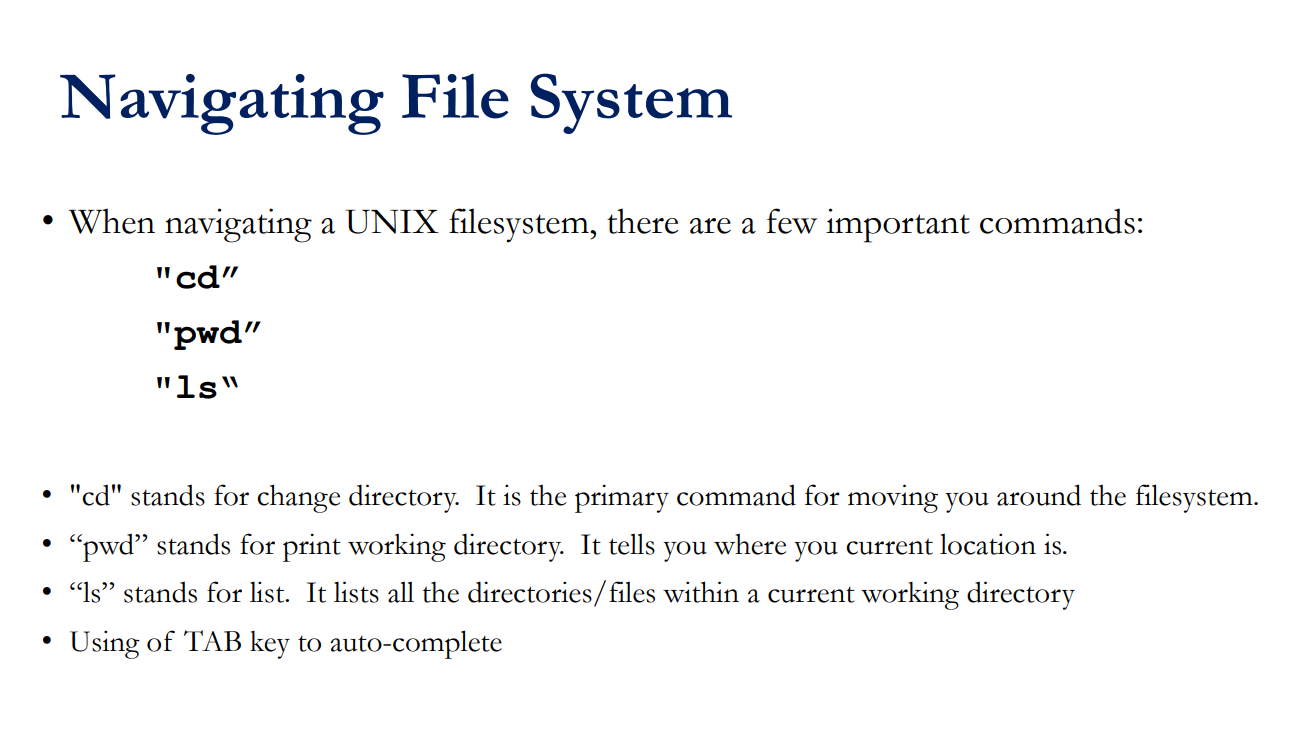 Navigating File System
• When navigating a UNIX filesystem, there are a few important commands:
"cd”
"pwd”
"ls“
• "cd" stands for change directory.  It is the primary command for moving you around the filesystem.
• “pwd” stands for print working directory.  It tells you where you current location is.
• “ls” stands for list.  It lists all the directories/files within a current working directory
• Using of TAB key to auto-complete